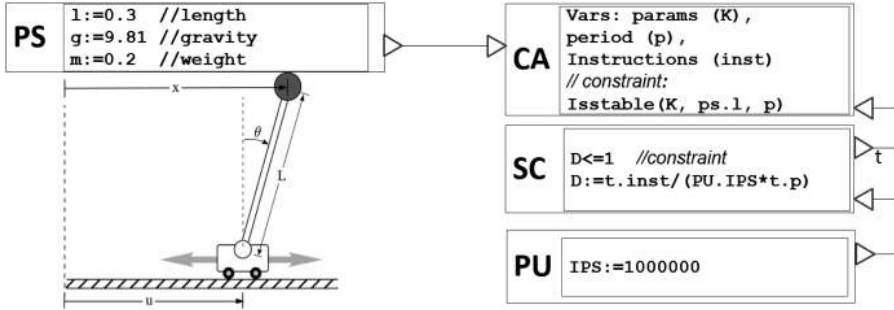 PS
l:=0.3 //length
g:=9.81 //gravity
m:=0.2 //weight
x
θ
L
u
CA
Vars: params (K),
period (p),
Instructions (inst)
// constraint:
Isstable(K, ps.l, p)
SC
D<=1 //constraint
D:=t.inst/(PU.IPS*t.p)
t
PU
IPS:=1000000